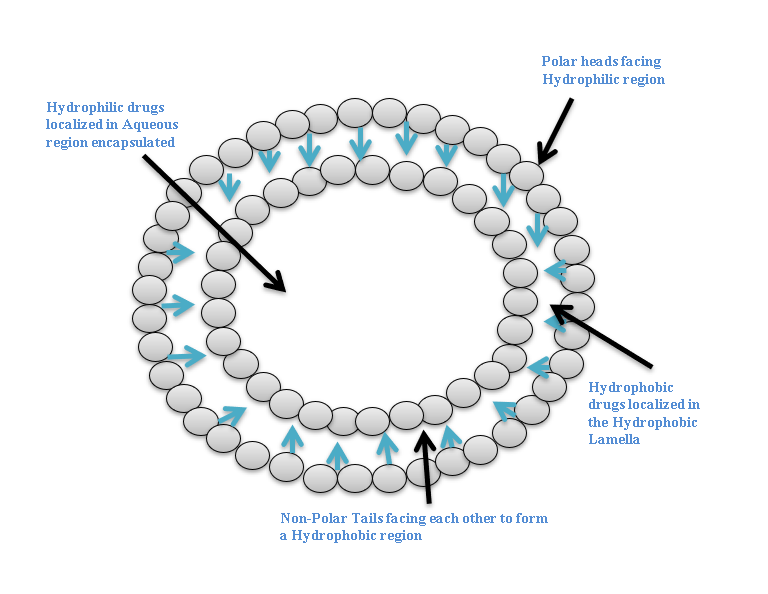 Polar heads facing
Hydrophilic region
Hydrophilic drugs
localized in Aqueous
region encapsulated
Hydrophobic
drugs localized in
the Hydrophobic
Lamella
Non-Polar Tails facing each other to form
a Hydrophobic region